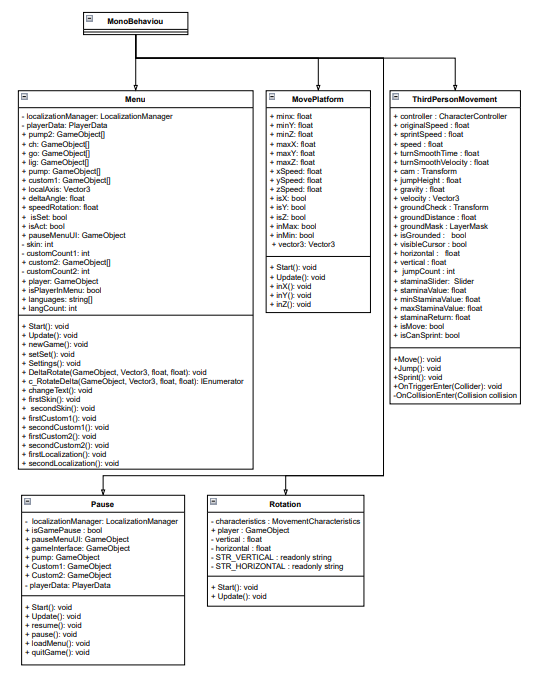 MonoBehaviou
Menu
- localizationManager: LocalizationManager
- playerData: PlayerData
+ pump2: GameObject[]
+ ch: GameObject[]
+ go: GameObject[]
+ lig: GameObject[]
+ pump: GameObject[]
+ custom1: GameObject[]
+ localAxis: Vector3
+ deltaAngle: float
+ speedRotation: float
+ isSet: bool
+ isAct: bool
+ pauseMenuUI: GameObject
- skin: int
- customCount1: int
+ custom2: GameObject[]
- customCount2: int
+ player: GameObject
+ isPlayerInMenu: bool
+ languages: string[]
+ langCount: int
+ Start(): void
+ Update(): void
+ newGame(): void
+ setSet(): void
+ Settings(): void
+ DeltaRotate(GameObject, Vector3, float, float): void
+ c_RotateDelta(GameObject, Vector3, float, float): IEnumerator
+ changeText(): void
+ firstSkin(): void
+ secondSkin(): void
+ firstCustom1(): void
+ secondCustom1(): void
+ firstCustom2(): void
+ secondCustom2(): void
+ firstLocalization(): void
+ secondLocalization(): void
MovePlatform
+ minx: float
+ minY: float
+ minZ: float
+ maxX: float
+ maxY: float
+ maxZ: float
+ xSpeed: float
+ ySpeed: float
+ zSpeed: float
+ isX: bool
+ isY: bool
+ isZ: bool
+ inMax: bool
+ inMin: bool
+ vector3: Vector3
+ Start(): void
+ Update(): void
+ inX(): void
+ inY(): void
+ inZ(): void
ThirdPersonMovement
+ controller : CharacterController
+ originalSpeed : float
+ sprintSpeed : float
+ speed : float
+ turnSmoothTime : float
+ turnSmoothVelocity : float
+ cam : Transform
+ jumpHeight : float
+ gravity : float
+ velocity : Vector3
+ groundCheck : Transform
+ groundDistance : float
+ groundMask : LayerMask
+ isGrounded : bool
+ visibleCursor : bool
+ horizontal : float
+ vertical : float
+ jumpCount : int
+ staminaSlider: Slider
+ staminaValue: float
+ minStaminaValue: float
+ maxStaminaValue: float
+ staminaReturn: float
+ isMove: bool
+ isCanSprint: bool
+Move(): void
+Jump(): void
+Sprint(): void
+OnTriggerEnter(Collider): void
-OnCollisionEnter(Collision collision
Pause
- localizationManager: LocalizationManager
+ isGamePause : bool
+ pauseMenuUI: GameObject
+ gameInterface: GameObject
+ pump: GameObject
+ Custom1: GameObject
+ Custom2: GameObject
- playerData: PlayerData
+ Start(): void
+ Update(): void
+ resume(): void
+ pause(): void
+ loadMenu(): void
+ quitGame(): void
Rotation
- characteristics : MovementCharacteristics
+ player : GameObject
- vertical : float
- horizontal : float
- STR_VERTICAL : readonly string
- STR_HORIZONTAL : readonly string
+ Start(): void
+ Update(): void